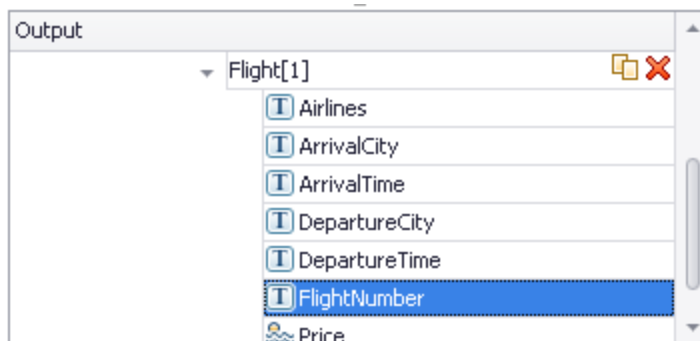 Output
Flight[1]
Airlines
ArrivalCity
ArrivalTime
DepartureCity
DepartureTime
FlightNumber
Price